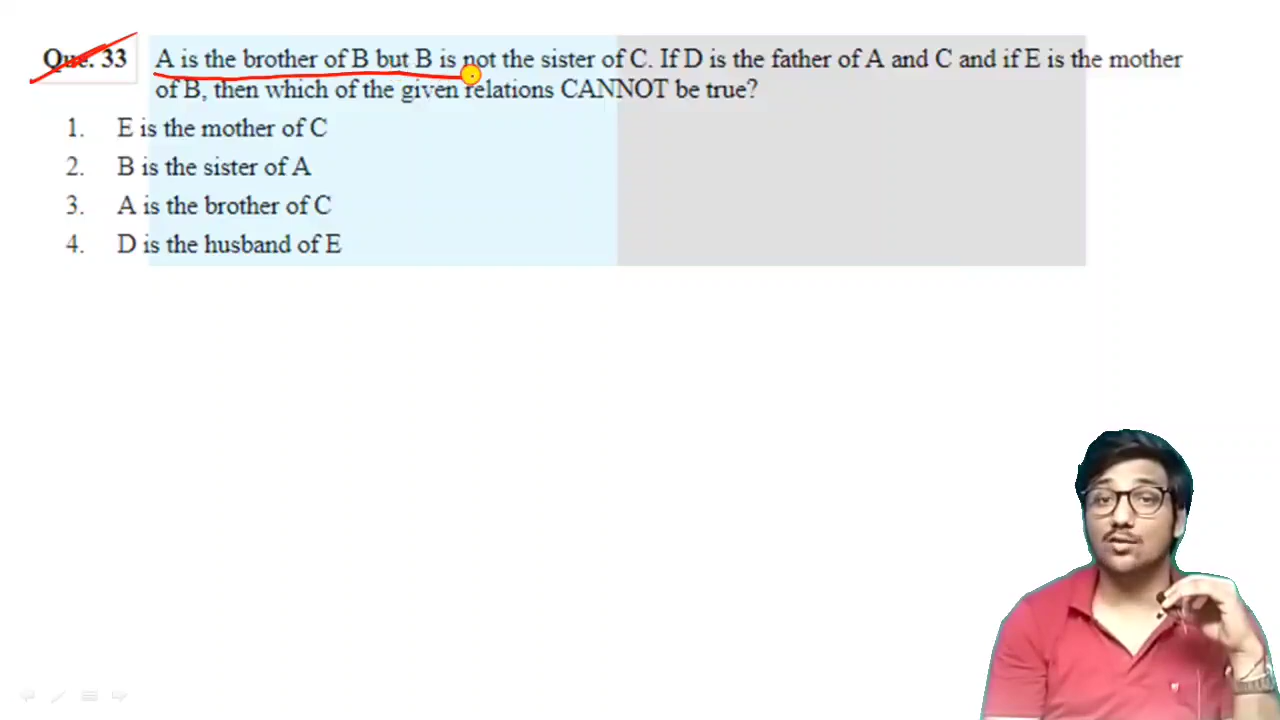 Que. 33 A is the brother of B but B is not the sister of C. If D is the father of A and C and if E is the mother
of B, then which of the given relations CANNOT be true?
1. E is the mother of C
2. B is the sister of A
3. A is the brother of C
4. D is the husband of E